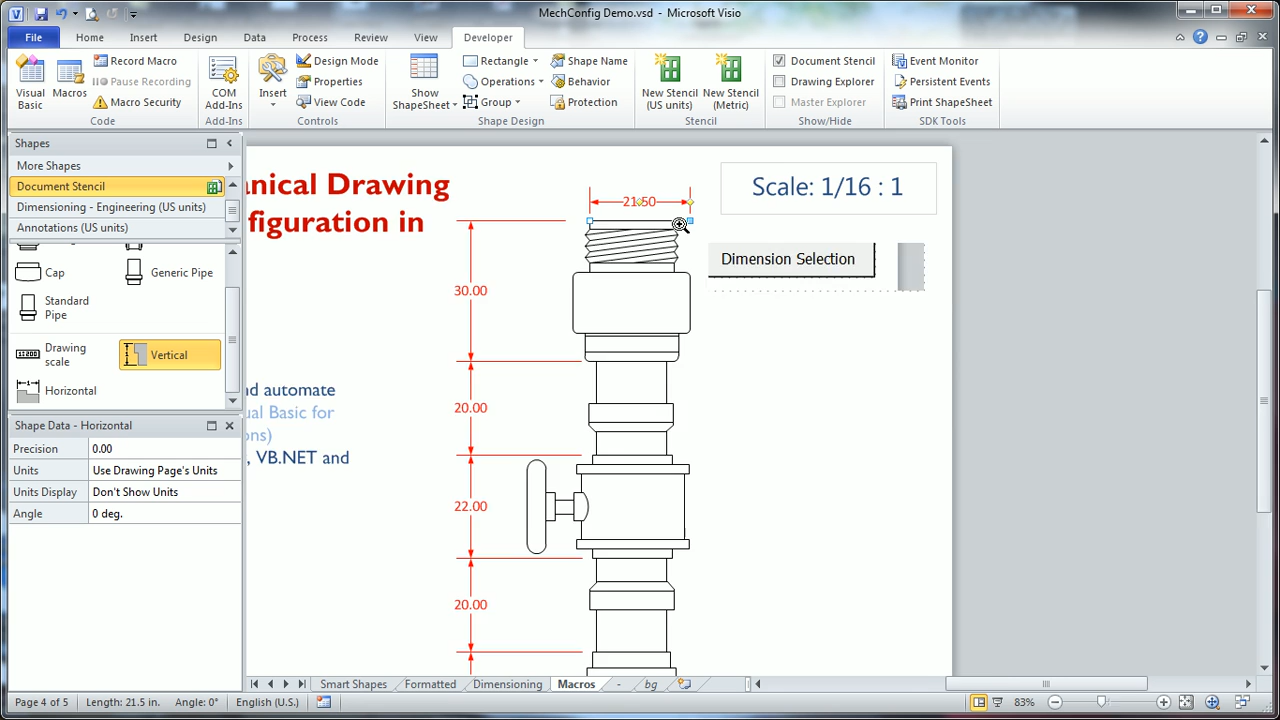 MechConfig Demo.vsd - Microsoft Visio
File Home Insert Design Data Process Review View Developer
Visual Basic
Macros
Record Macro
Pause Recording
Macro Security
Code
COM Add-Ins
Add-Ins
Insert
Design Mode
Properties
View Code
Controls
Show ShapeSheet
Rectangle
Operations
Group
Shape Name
Behavior
Protection
Shape Design
New Stencil (US units)
New Stencil (Metric)
Stencil
Document Stencil
Drawing Explorer
Master Explorer
Show/Hide
Event Monitor
Persistent Events
Print ShapeSheet
SDK Tools
Shapes
More Shapes
Document Stencil
Dimensioning - Engineering (US units)
Annotations (US units)
Cap
Generic Pipe
Standard Pipe
Drawing scale
Vertical
Horizontal
Shape Data - Horizontal
Precision 0.00
Units Use Drawing Page's Units
Units Display Don't Show Units
Angle 0 deg.
anical Drawing
figuration in
nd automate
ual Basic for
ons)
, VB.NET and
21.50
30.00
20.00
22.00
20.00
Scale: 1/16 : 1
Dimension Selection
Smart Shapes Formatted Dimensioning Macros - bg
Page 4 of 5 Length: 21.5 in. Angle: 0° English (U.S.) 83%